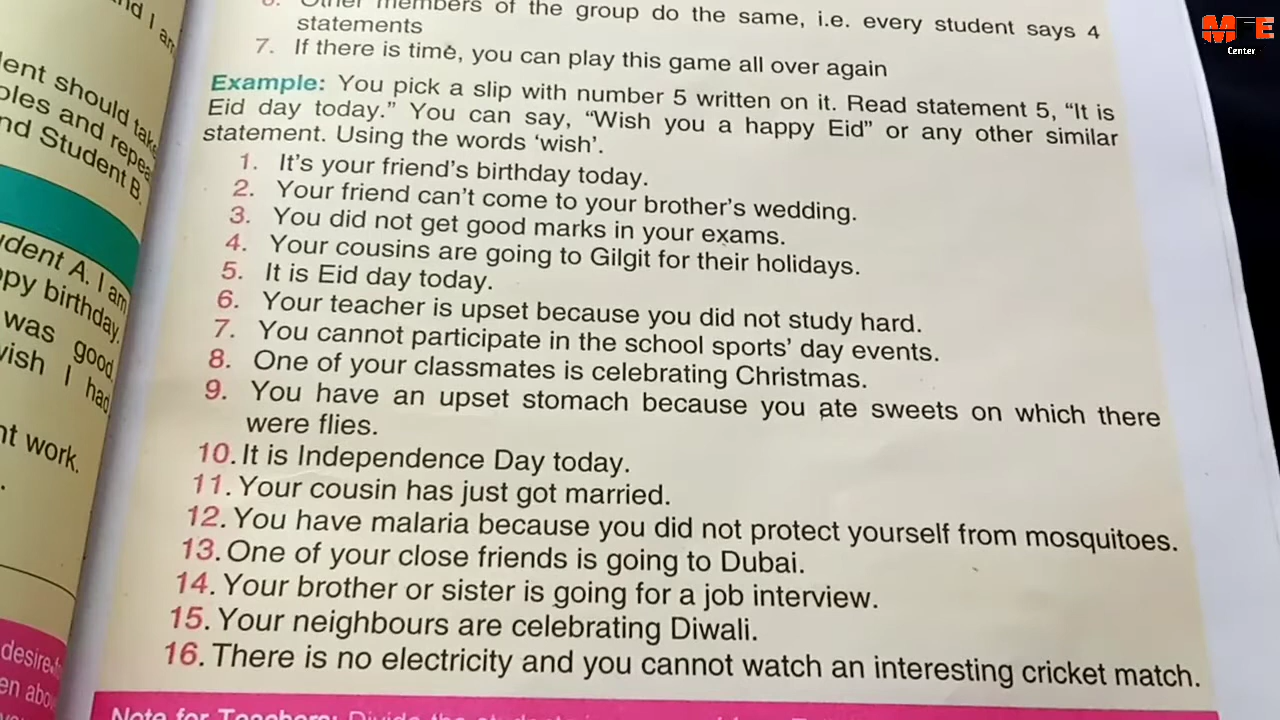 nd I am
lent should take
ples and repea
nd Student B.
udent A. I am
ppy birthday.
was good
wish I had
nt work.
desire
en abo
Other members of the group do the same, i.e. every student says 4
statements
7. If there is time, you can play this game all over again
Example: You pick a slip with number 5 written on it. Read statement 5, “It is
Eid day today.” You can say, “Wish you a happy Eid” or any other similar
statement. Using the words ‘wish’.
1. It’s your friend’s birthday today.
2. Your friend can’t come to your brother’s wedding.
3. You did not get good marks in your exams.
4. Your cousins are going to Gilgit for their holidays.
5. It is Eid day today.
6. Your teacher is upset because you did not study hard.
7. You cannot participate in the school sports’ day events.
8. One of your classmates is celebrating Christmas.
9. You have an upset stomach because you ate sweets on which there
were flies.
10. It is Independence Day today.
11. Your cousin has just got married.
12. You have malaria because you did not protect yourself from mosquitoes.
13. One of your close friends is going to Dubai.
14. Your brother or sister is going for a job interview.
15. Your neighbours are celebrating Diwali.
16. There is no electricity and you cannot watch an interesting cricket match.
Note for Teachers: Divide the students
Center